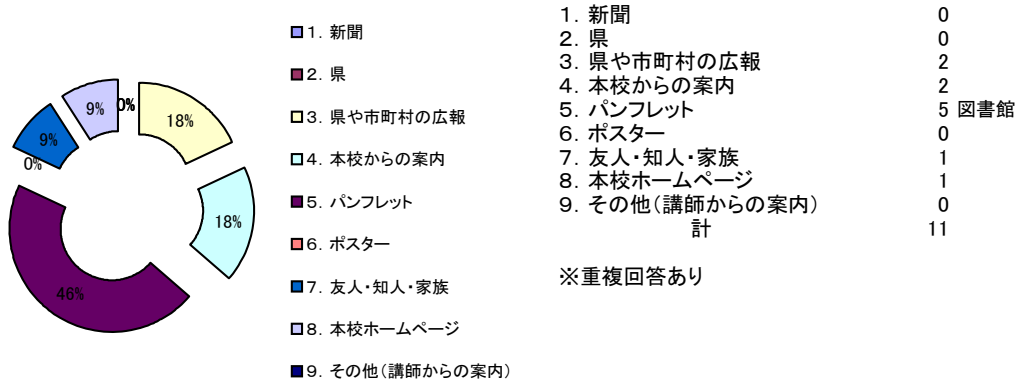 0%
0%
9%
18%
9%
0%
18%
46%
1．新聞
2．県
3．県や市町村の広報
4．本校からの案内
5．パンフレット
6．ポスター
7．友人・知人・家族
8．本校ホームページ
9．その他（講師からの案内）
1．新聞 0
2．県 0
3．県や市町村の広報 2
4．本校からの案内 2
5．パンフレット 5 図書館
6．ポスター 0
7．友人・知人・家族 1
8．本校ホームページ 1
9．その他（講師からの案内） 0
計 11
※重複回答あり